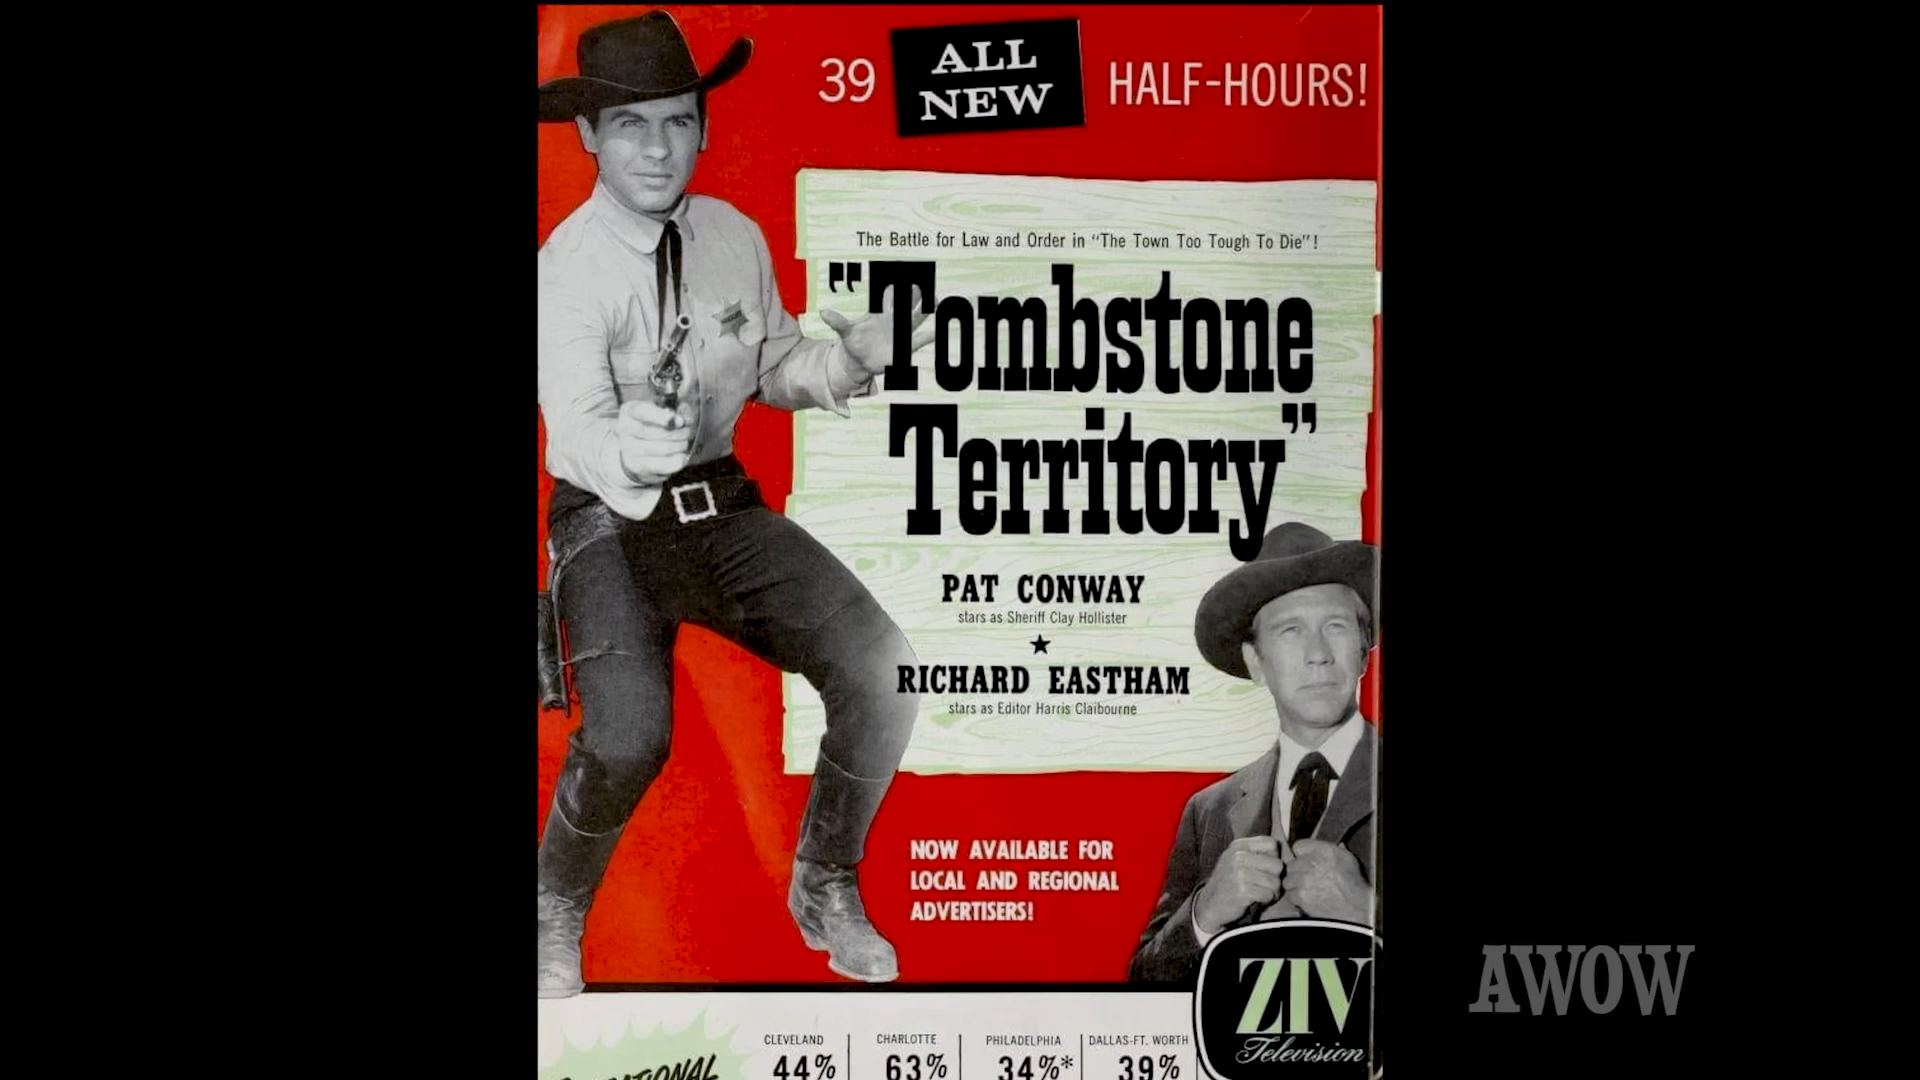 39 ALL NEW HALF-HOURS!
The Battle for Law and Order in "The Town Too Tough To Die"!
"Tombstone
Territory"
PAT CONWAY
stars as Sheriff Clay Hollister
★
RICHARD EASTHAM
stars as Editor Harris Claibourne
NOW AVAILABLE FOR
LOCAL AND REGIONAL
ADVERTISERS!
ZIV
Television
AWOW
CLEVELAND CHARLOTTE PHILADELPHIA DALLAS-FT. WORTH
44% 63% 34%* 39%